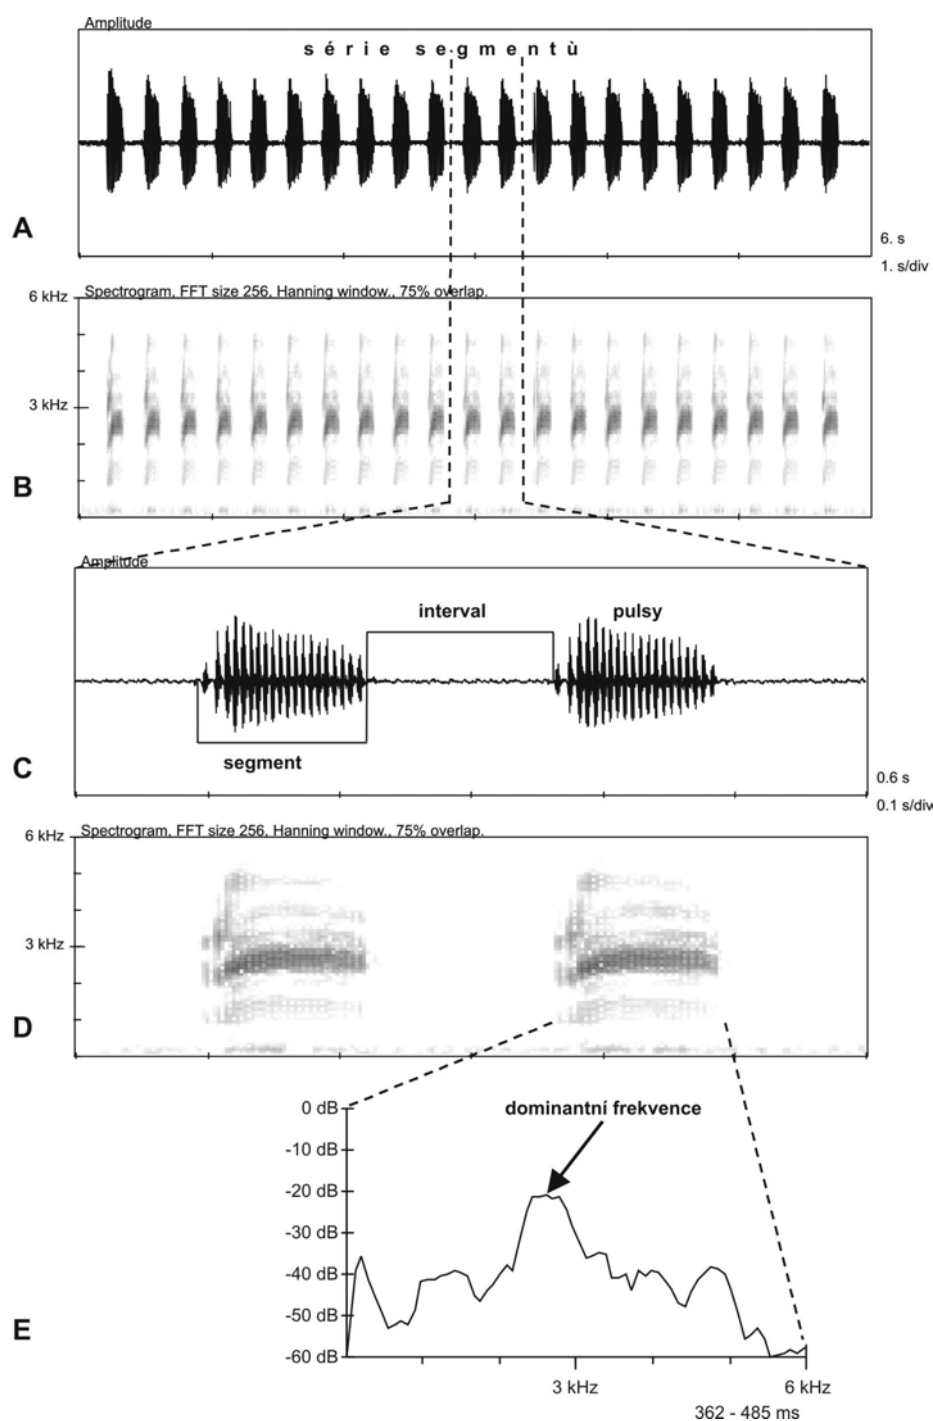 Amplitude
série segmentù
A
6. s
1. s/div
Spectrogram, FFT size 256, Hanning window., 75% overlap.
6 kHz
3 kHz
B
Amplitude
interval
pulsy
segment
C
0.6 s
0.1 s/div
Spectrogram, FFT size 256, Hanning window., 75% overlap.
6 kHz
3 kHz
D
0 dB
dominantní frekvence
-10 dB
-20 dB
-30 dB
-40 dB
-50 dB
E
-60 dB
3 kHz
6 kHz
362 - 485 ms